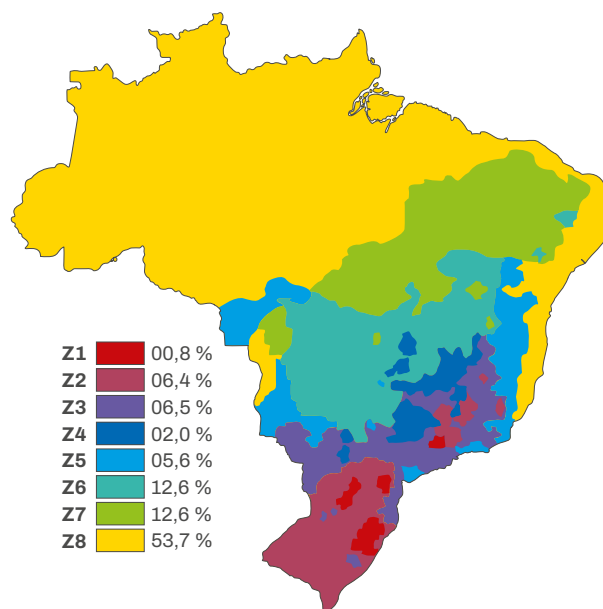 Z1 00,8 %
Z2 06,4 %
Z3 06,5 %
Z4 02,0 %
Z5 05,6 %
Z6 12,6 %
Z7 12,6 %
Z8 53,7 %